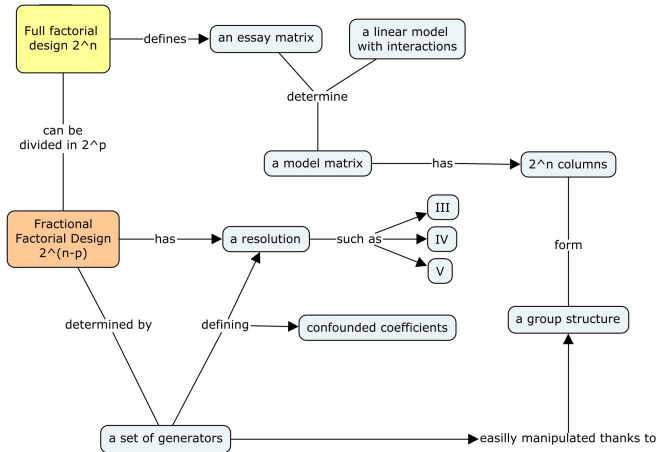 Full factorial
design 2^n
defines
an essay matrix
a linear model
with interactions
determine
can be
divided in 2^p
a model matrix
has
2^n columns
Fractional
Factorial Design
2^(n-p)
has
a resolution
such as
III
IV
V
form
determined by
defining
confounded coefficients
a group structure
a set of generators
easilly manipulated thanks to